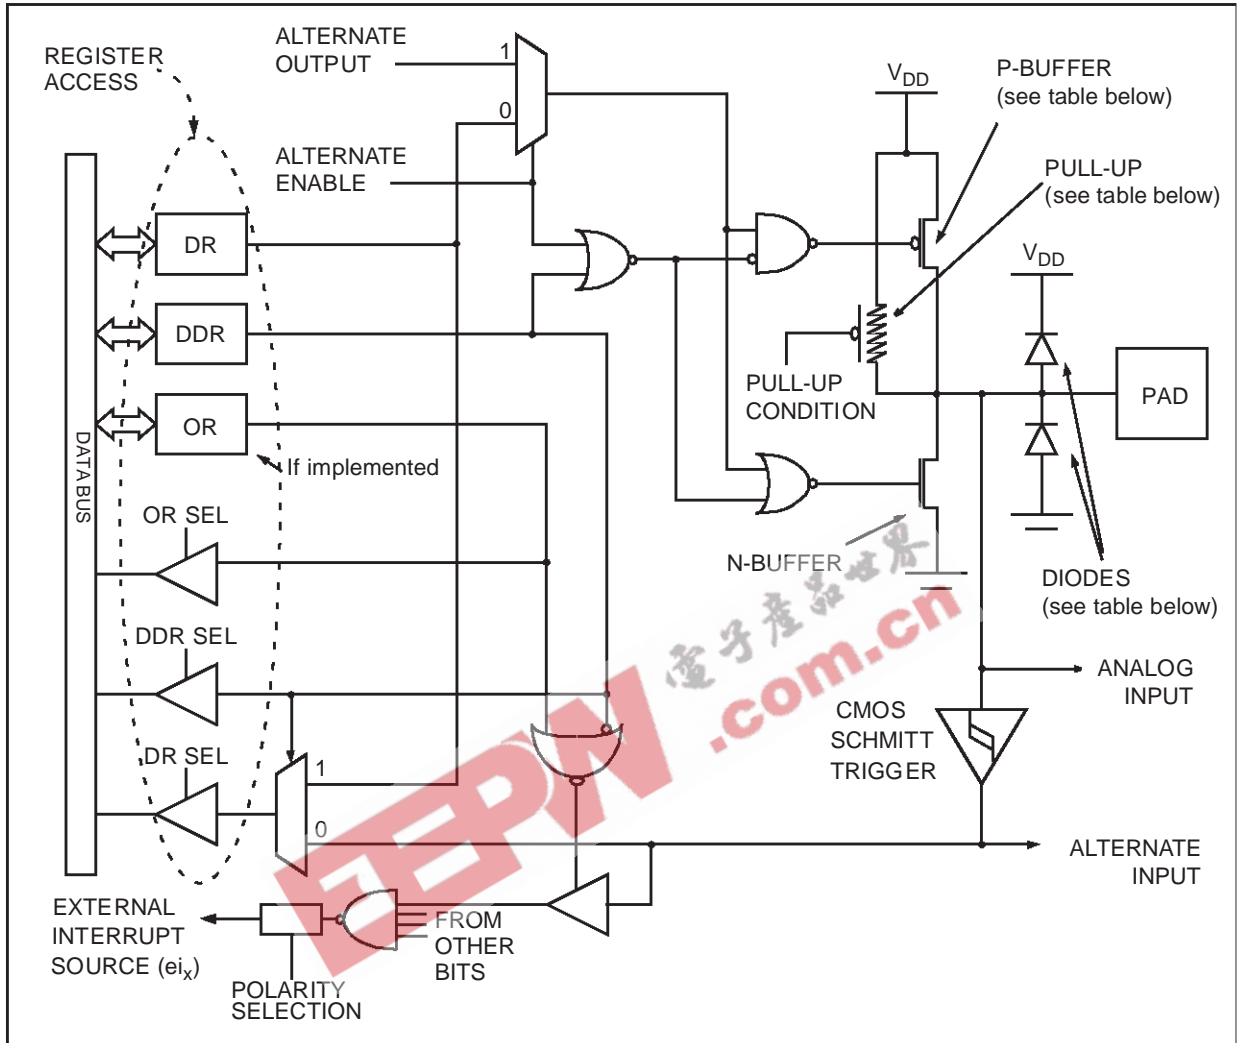 REGISTER
ACCESS
ALTERNATE
OUTPUT
1
0
ALTERNATE
ENABLE
VDD
P-BUFFER
(see table below)
PULL-UP
(see table below)
VDD
DR
DDR
OR
If implemented
DATA BUS
PULL-UP
CONDITION
PAD
OR SEL
DDR SEL
DR SEL
N-BUFFER
DIODES
(see table below)
ANALOG
INPUT
CMOS
SCHMITT
TRIGGER
1
0
ALTERNATE
INPUT
EXTERNAL
INTERRUPT
SOURCE (eix)
POLARITY
SELECTION
FROM
OTHER
BITS
EEPW
.com.cn
電子產品世界